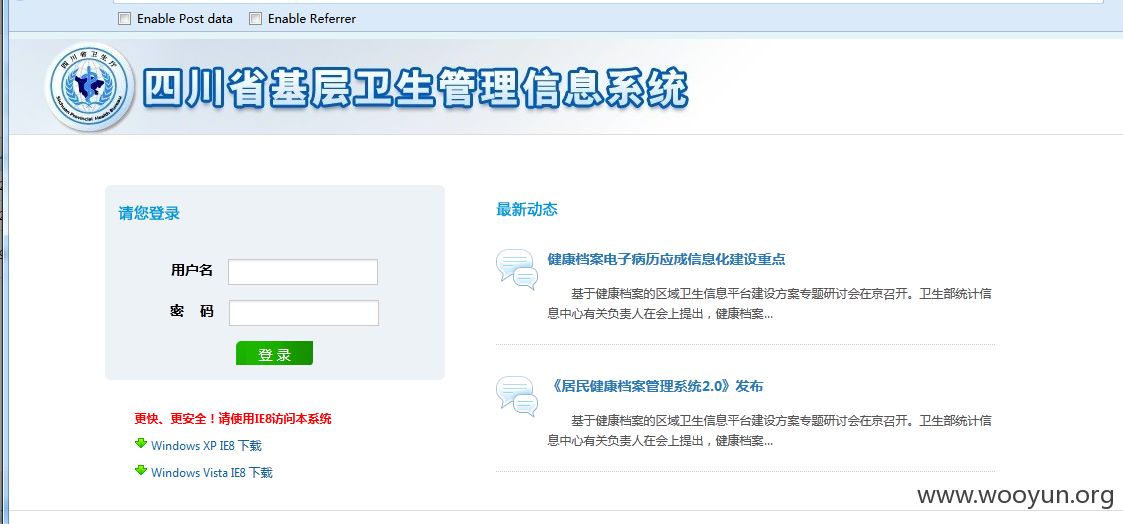 Enable Post data Enable Referrer
四川省卫生厅
Sichuan Provincial Health Bureau
四川省基层卫生管理信息系统
请您登录
用户名
密 码
登 录
更快、更安全！请使用IE8访问本系统
Windows XP IE8 下载
Windows Vista IE8 下载
最新动态
健康档案电子病历应成信息化建设重点
基于健康档案的区域卫生信息平台建设方案专题研讨会在京召开。卫生部统计信
息中心有关负责人在会上提出，健康档案...
《居民健康档案管理系统2.0》发布
基于健康档案的区域卫生信息平台建设方案专题研讨会在京召开。卫生部统计信
息中心有关负责人在会上提出，健康档案...
www.wooyun.org